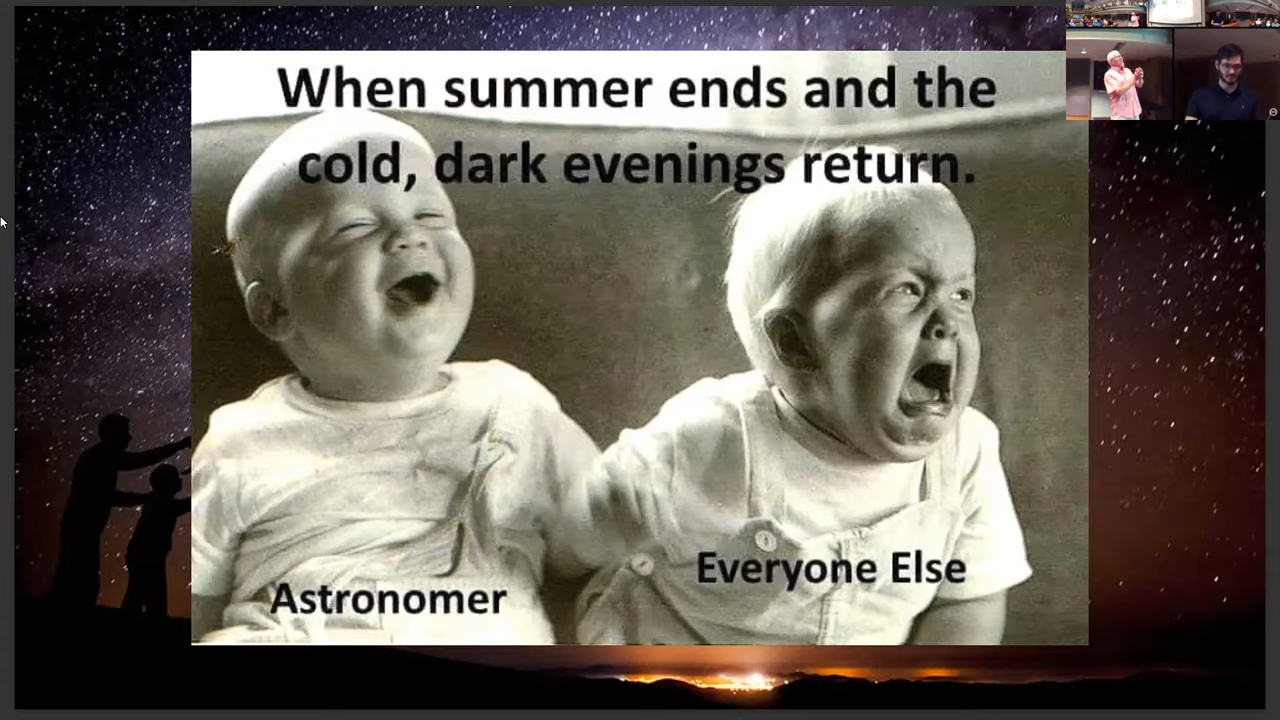 When summer ends and the
cold, dark evenings return.
Everyone Else
Astronomer